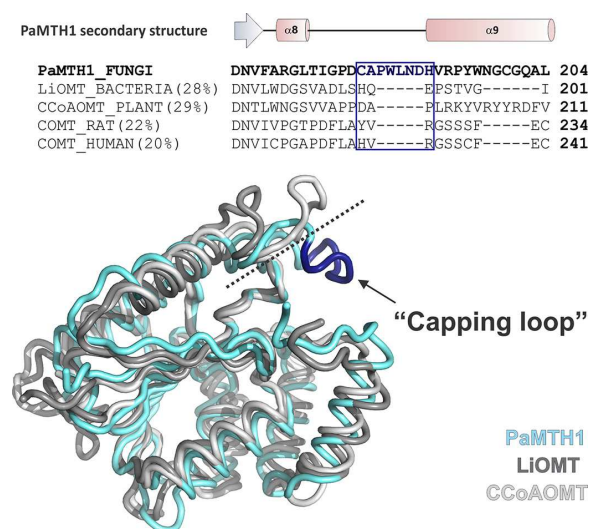 PaMTH1 secondary structure α8 α9
PaMTH1_FUNGI DNVFARGLTIGPDCAPWLNDHVRPYWNGCGQAL 204
LiOMT_BACTERIA(28%) DNTLWDGSVADLSHQ-----EPSTVG------I 201
CCoAOMT_PLANT(29%) DNTLWNGSVVAPPDA-----PLRKYVRYYRDFV 211
COMT_RAT(22%) DNVIVPGTPDFLAYV-----RGSSSF-----EC 234
COMT_HUMAN(20%) DNVICPGAPDFLAHV-----RGSSCF-----EC 241
“Capping loop”
PaMTH1
LiOMT
CCoAOMT